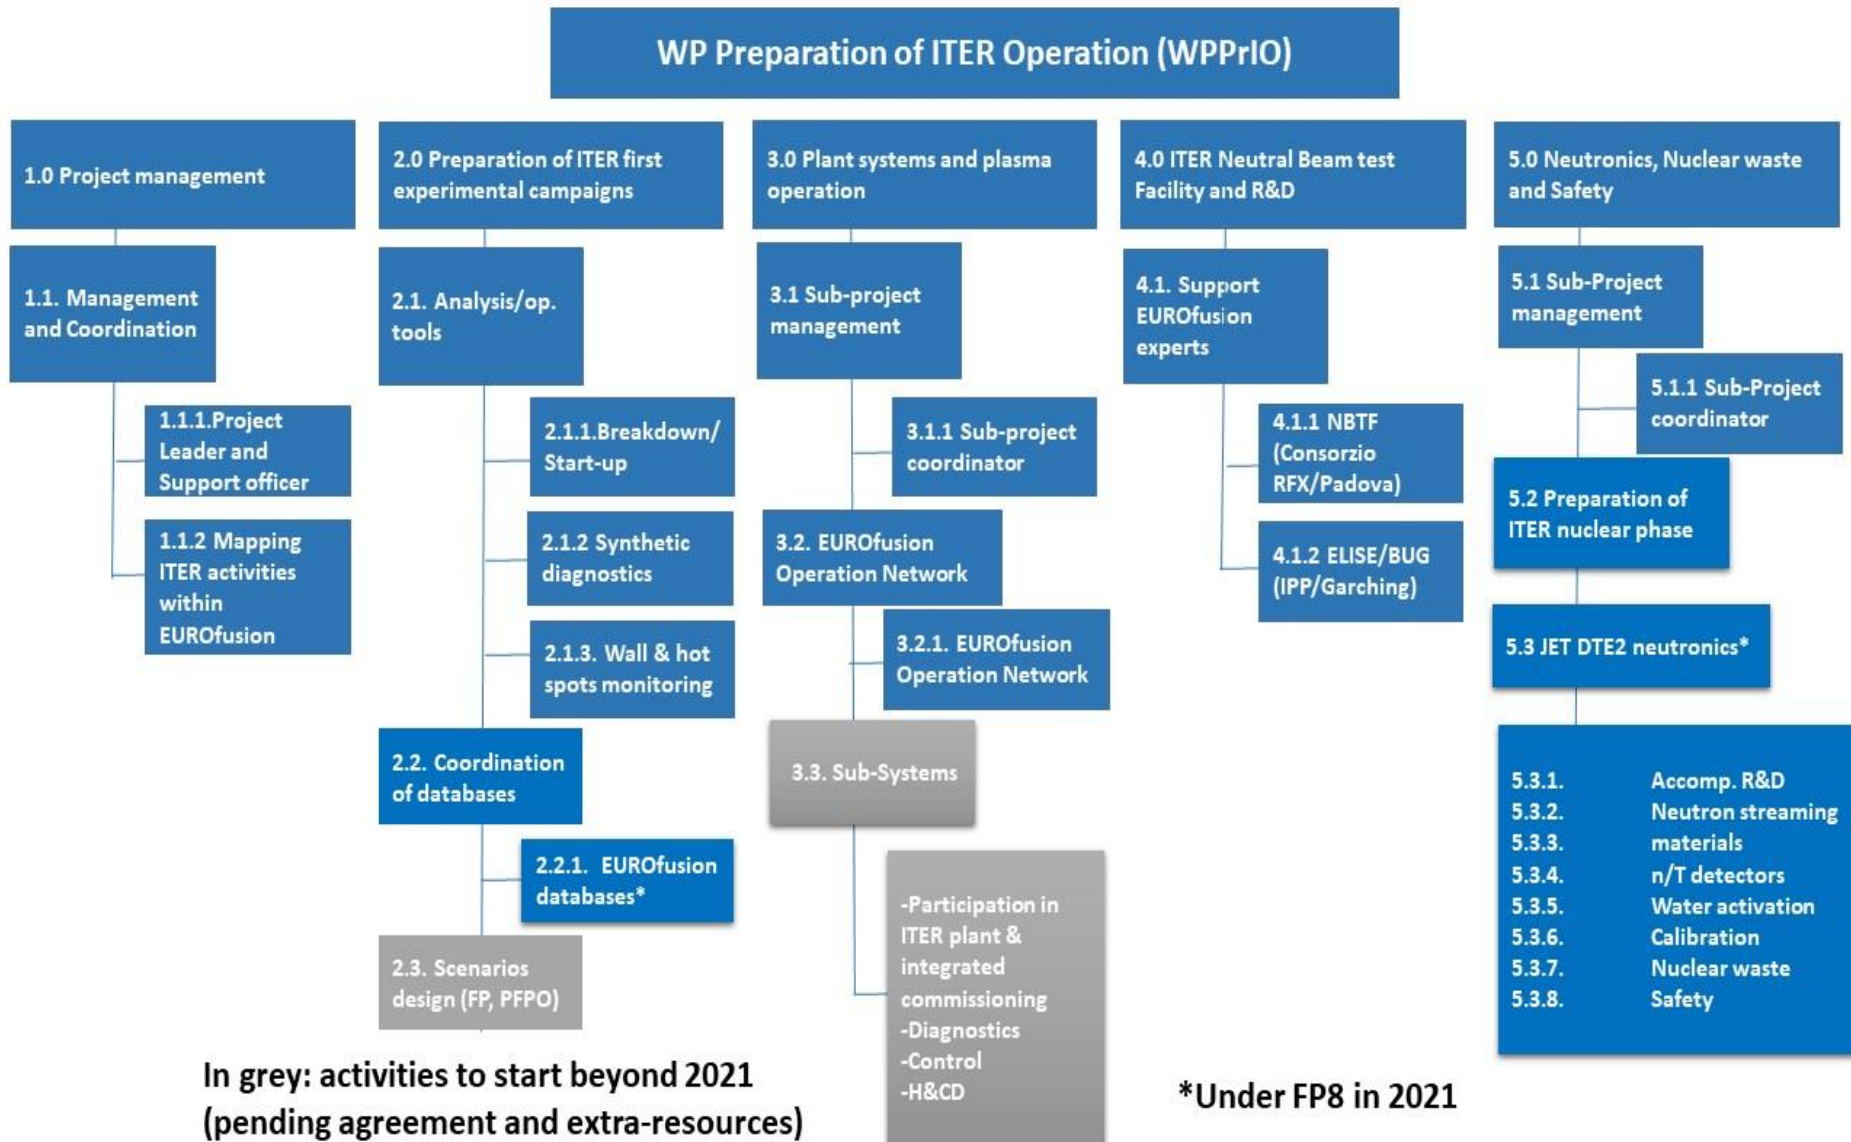 WP Preparation of ITER Operation (WPPrIO)
1.0 Project management
1.1. Management
and Coordination
1.1.1.Project
Leader and
Support officer
1.1.2 Mapping
ITER activities
within
EUROfusion
2.0 Preparation of ITER first
experimental campaigns
2.1. Analysis/op.
tools
2.1.1.Breakdown/
Start-up
2.1.2 Synthetic
diagnostics
2.1.3. Wall & hot
spots monitoring
2.2. Coordination
of databases
2.2.1. EUROfusion
databases*
2.3. Scenarios
design (FP, PFPO)
3.0 Plant systems and plasma
operation
3.1 Sub-project
management
3.1.1 Sub-project
coordinator
3.2. EUROfusion
Operation Network
3.2.1. EUROfusion
Operation Network
3.3. Sub-Systems
-Participation in
ITER plant &
integrated
commissioning
-Diagnostics
-Control
-H&CD
4.0 ITER Neutral Beam test
Facility and R&D
4.1. Support
EUROfusion
experts
4.1.1 NBTF
(Consorzio
RFX/Padova)
4.1.2 ELISE/BUG
(IPP/Garching)
5.0 Neutronics, Nuclear waste
and Safety
5.1 Sub-Project
management
5.1.1 Sub-Project
coordinator
5.2 Preparation of
ITER nuclear phase
5.3 JET DTE2 neutronics*
5.3.1. Accomp. R&D
5.3.2. Neutron streaming
5.3.3. materials
5.3.4. n/T detectors
5.3.5. Water activation
5.3.6. Calibration
5.3.7. Nuclear waste
5.3.8. Safety
In grey: activities to start beyond 2021
(pending agreement and extra-resources)
*Under FP8 in 2021